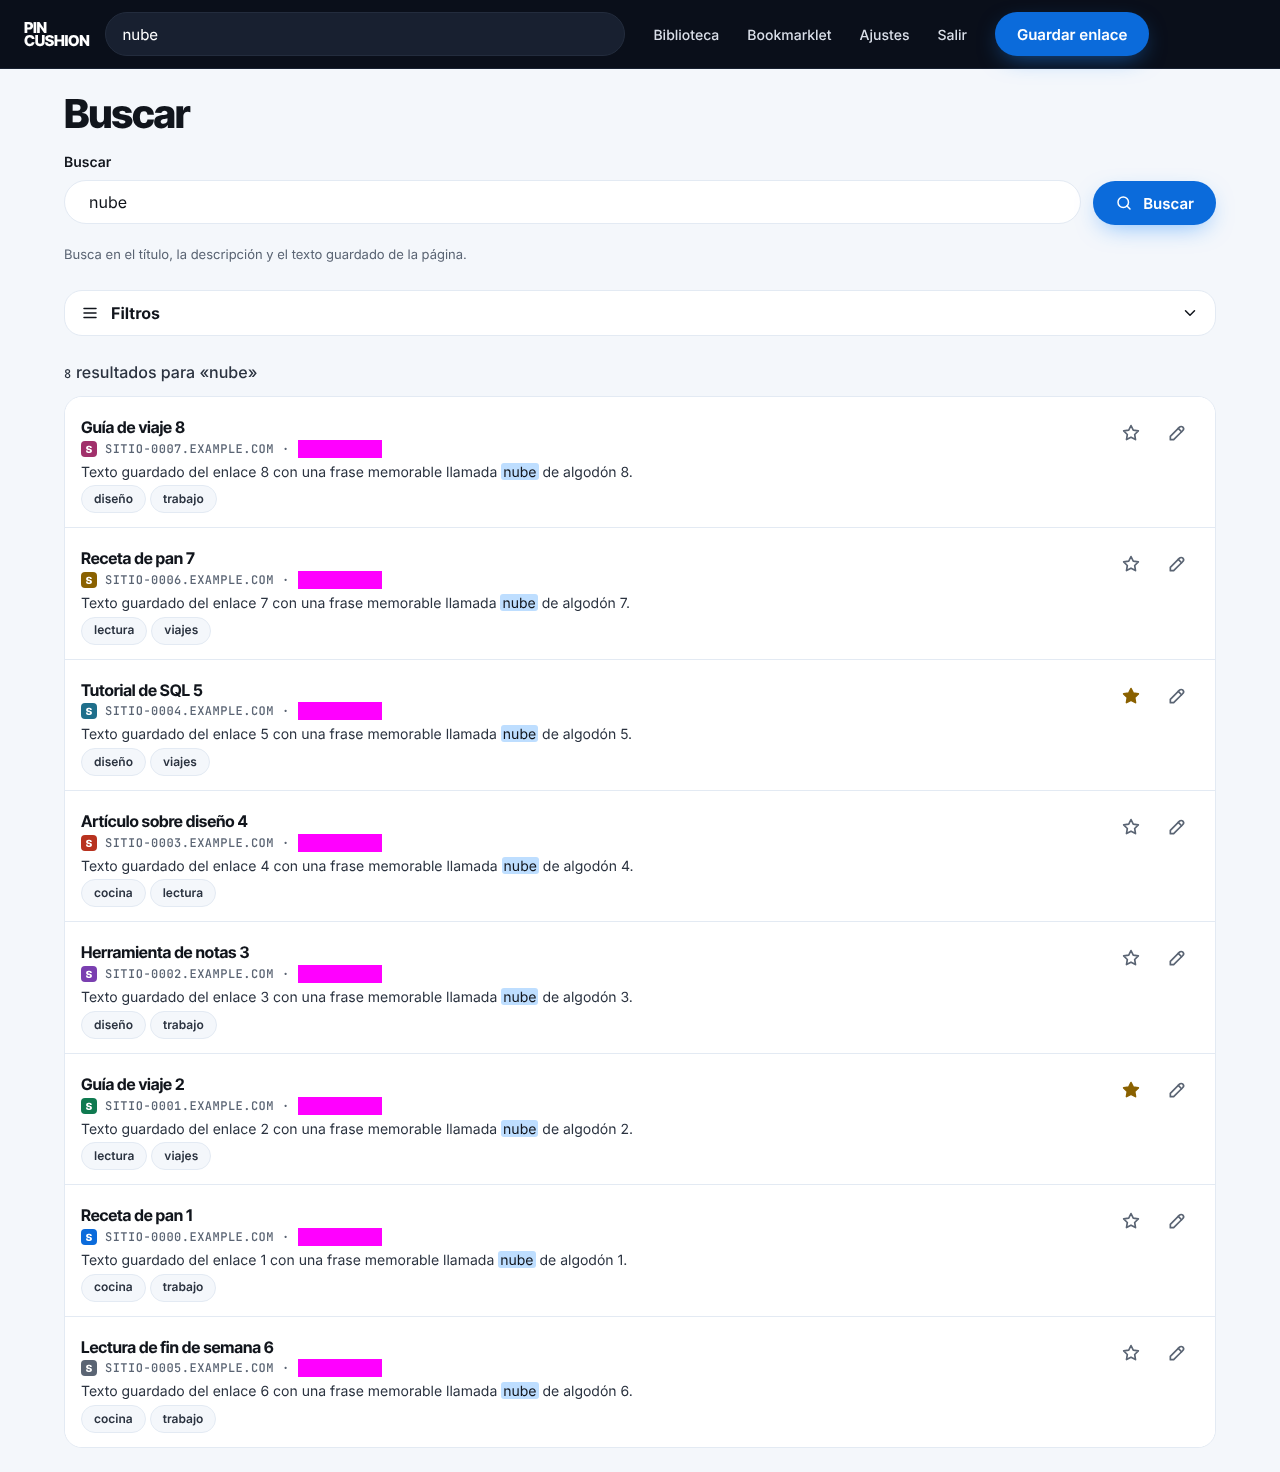 PIN
CUSHION
nube
Biblioteca
Bookmarklet
Ajustes
Salir
Guardar enlace
Buscar
Buscar
nube
Buscar
Busca en el título, la descripción y el texto guardado de la página.
Filtros
8 resultados para «nube»
Guía de viaje 8
S SITIO-0007.EXAMPLE.COM ·
Texto guardado del enlace 8 con una frase memorable llamada nube de algodón 8.
diseño trabajo
Receta de pan 7
S SITIO-0006.EXAMPLE.COM ·
Texto guardado del enlace 7 con una frase memorable llamada nube de algodón 7.
lectura viajes
Tutorial de SQL 5
S SITIO-0004.EXAMPLE.COM ·
Texto guardado del enlace 5 con una frase memorable llamada nube de algodón 5.
diseño viajes
Artículo sobre diseño 4
S SITIO-0003.EXAMPLE.COM ·
Texto guardado del enlace 4 con una frase memorable llamada nube de algodón 4.
cocina lectura
Herramienta de notas 3
S SITIO-0002.EXAMPLE.COM ·
Texto guardado del enlace 3 con una frase memorable llamada nube de algodón 3.
diseño trabajo
Guía de viaje 2
S SITIO-0001.EXAMPLE.COM ·
Texto guardado del enlace 2 con una frase memorable llamada nube de algodón 2.
lectura viajes
Receta de pan 1
S SITIO-0000.EXAMPLE.COM ·
Texto guardado del enlace 1 con una frase memorable llamada nube de algodón 1.
cocina trabajo
Lectura de fin de semana 6
S SITIO-0005.EXAMPLE.COM ·
Texto guardado del enlace 6 con una frase memorable llamada nube de algodón 6.
cocina trabajo